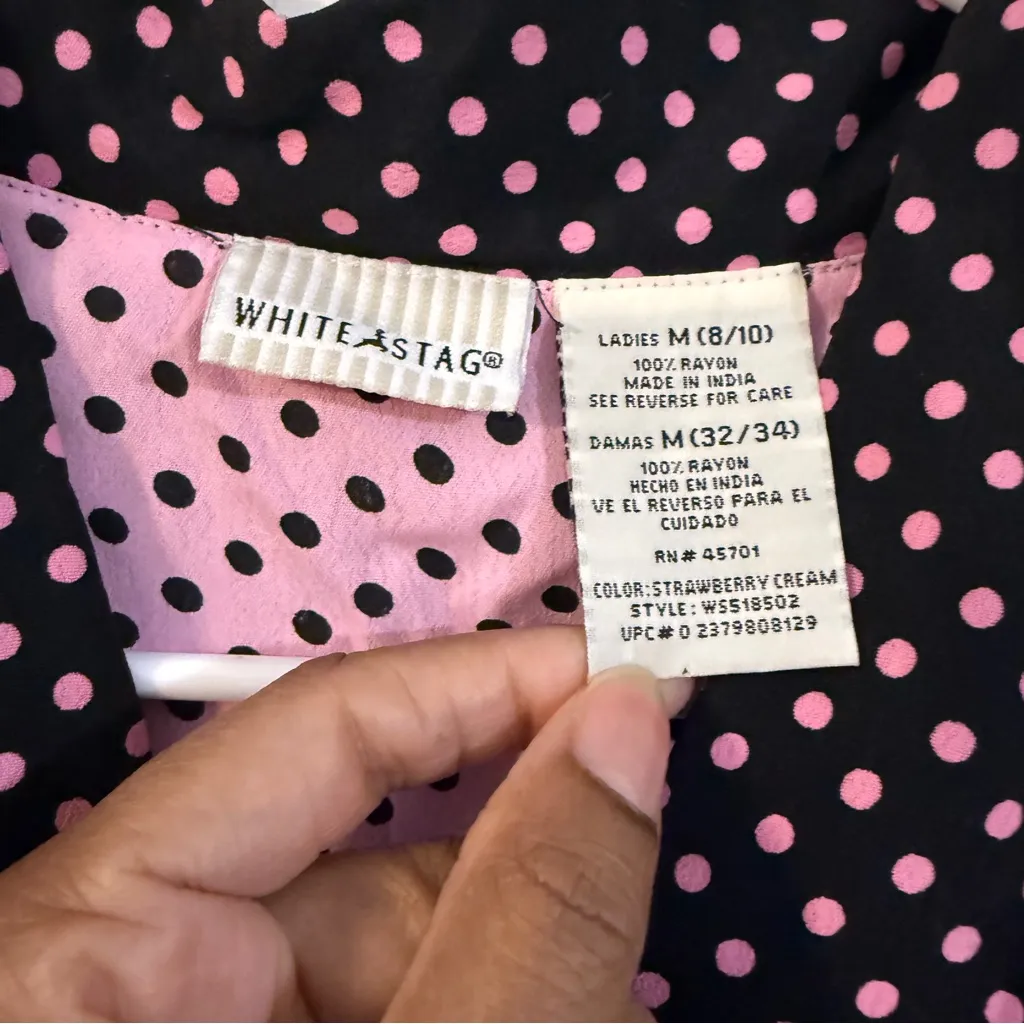 WHITE STAG®
LADIES M (8/10)
100% RAYON
MADE IN INDIA
SEE REVERSE FOR CARE
DAMAS M (32/34)
100% RAYON
HECHO EN INDIA
VE EL REVERSO PARA EL
CUIDADO
RN# 45701
COLOR:STRAWBERRY CREAM
STYLE: WS518502
UPC# 0 2379808129